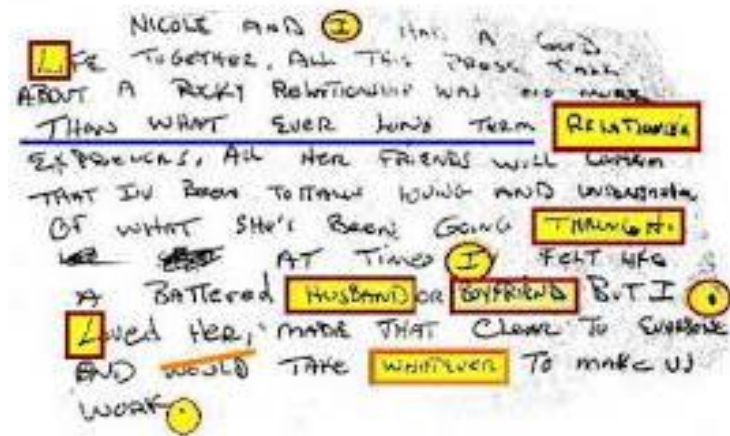 NICOLE AND I HAD A GOOD
LIFE TOGETHER, ALL THIS PRESS TALK
ABOUT A ROCKY RELATIONSHIP WAS NO MORE
THAN WHAT EVER LONG TERM RELATIONSHIP
ALL HER FRIENDS WILL CONFIRM
THAT I'V BEEN TOTALLY LOVING AND
OF WHAT SHE'S BEEN GOING THROUGH.
AT TIMES I FELT LIKE
A BATTERED HUSBAND OR BOYFRIEND BUT I
LOVED HER, MADE THAT CLEAR TO EVERYONE
AND WOULD TAKE WHATEVER TO MAKE US
WORK.